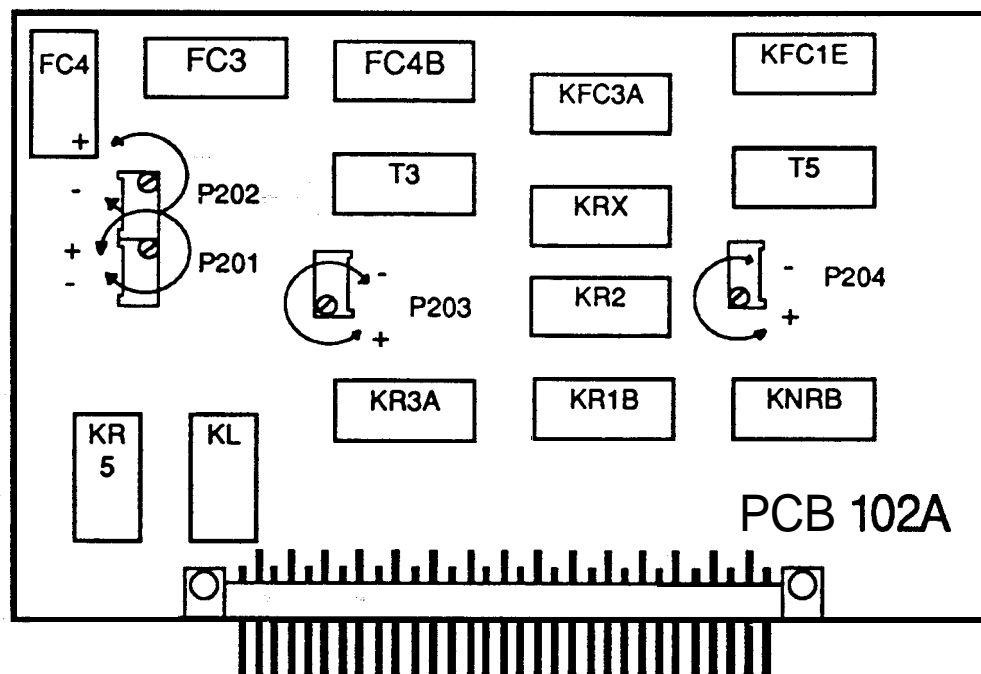 FC4
FC3
FC4B
KFC1E
KFC3A
+
T3
T5
-
P202
KRX
+
P201
-
-
P203
+
KR2
-
P204
+
KR3A
KR1B
KNRB
KR
5
KL
PCB 102A